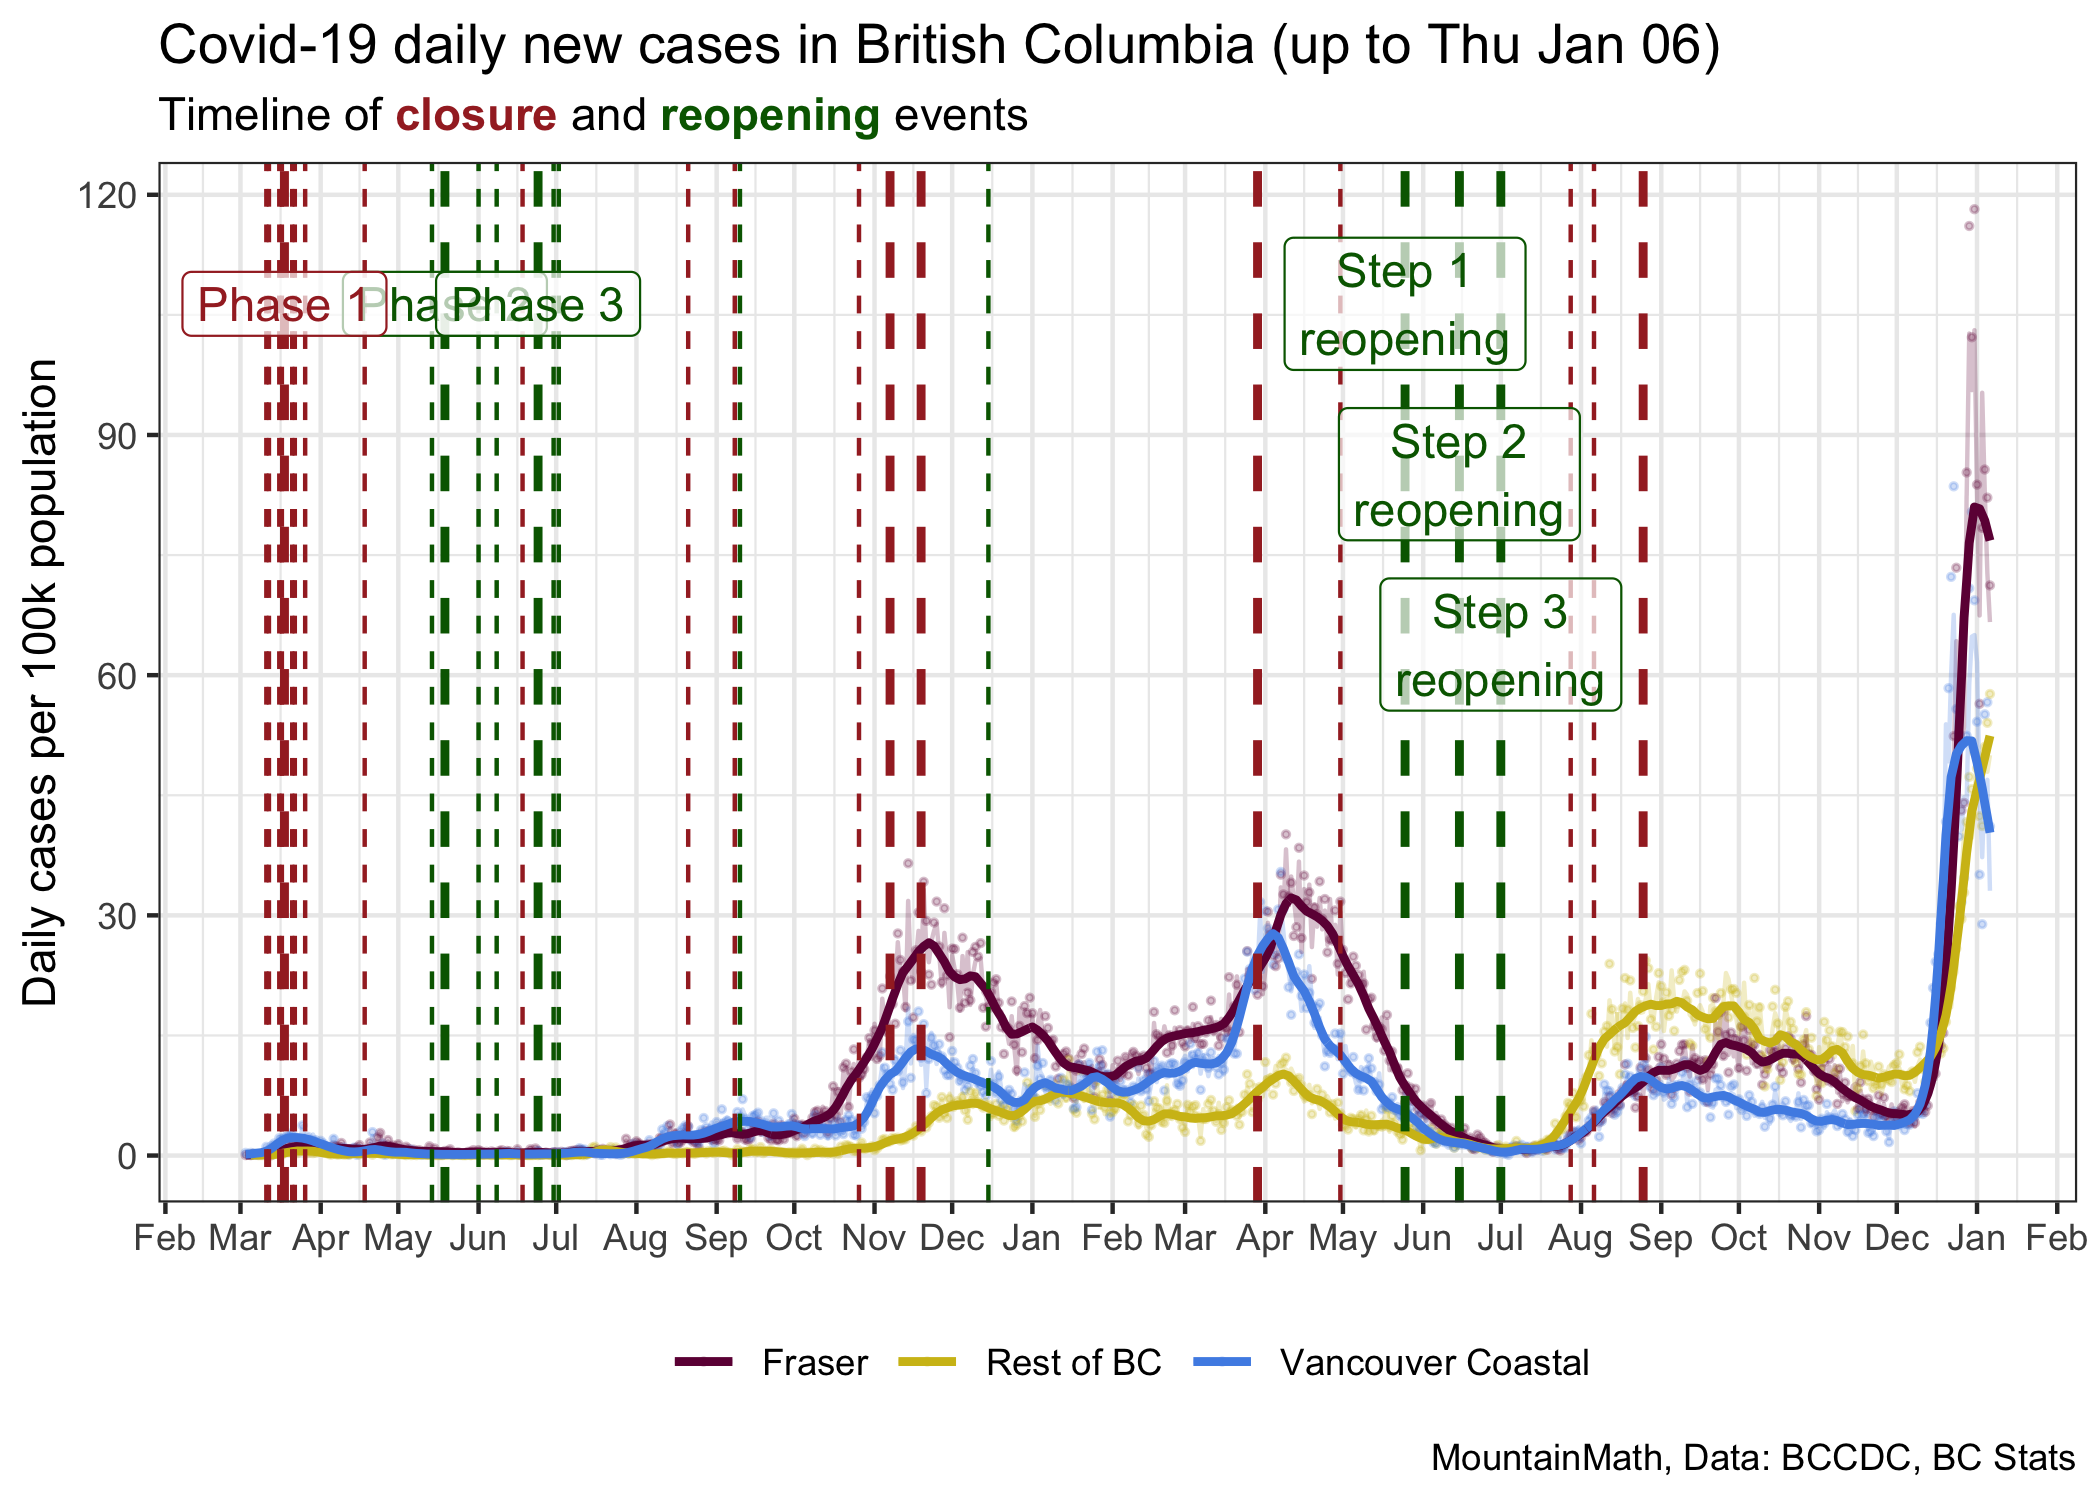 Covid-19 daily new cases in British Columbia (up to Thu Jan 06)
Timeline of closure and reopening events
Daily cases per 100k population
120
90
60
30
0
Phase 1
Phase 2
Phase 3
Step 1
reopening
Step 2
reopening
Step 3
reopening
Feb Mar Apr May Jun Jul Aug Sep Oct Nov Dec Jan Feb Mar Apr May Jun Jul Aug Sep Oct Nov Dec Jan Feb
Fraser Rest of BC Vancouver Coastal
MountainMath, Data: BCCDC, BC Stats